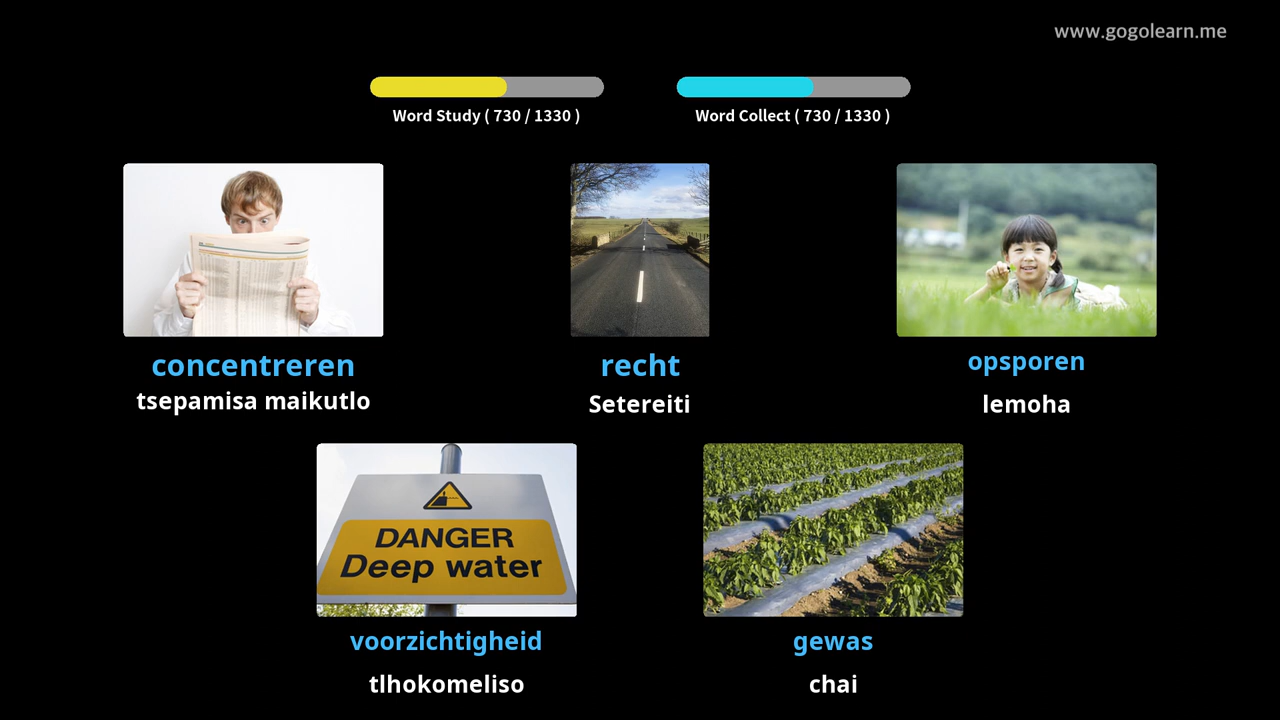 www.gogolearn.me
Word Study ( 730 / 1330 )
Word Collect ( 730 / 1330 )
concentreren
tsepamisa maikutlo
recht
Setereiti
opsporen
lemoha
DANGER
Deep water
voorzichtigheid
tlhokomeliso
gewas
chai